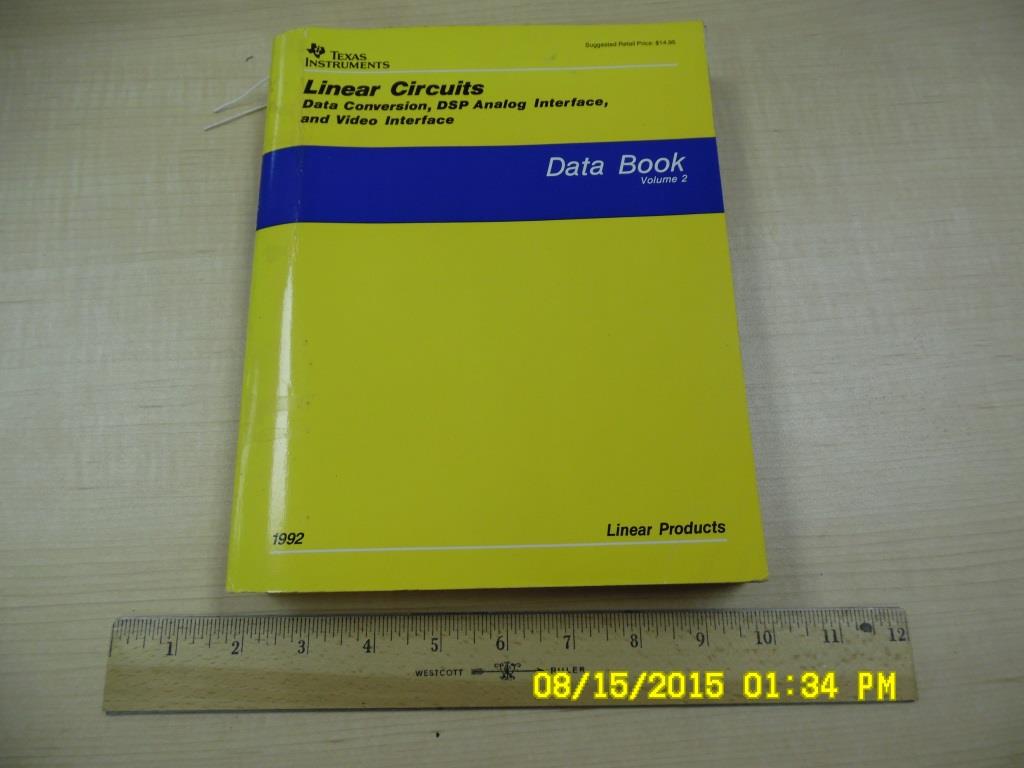 Texas
Instruments
Suggested Retail Price: $14.95
Linear Circuits
Data Conversion, DSP Analog Interface,
and Video Interface
Data Book
Volume 2
1992
Linear Products
1 2 3 4 5 6 7 8 9 10 11 12
WESTCOTT RULER
08/15/2015 01:34 PM